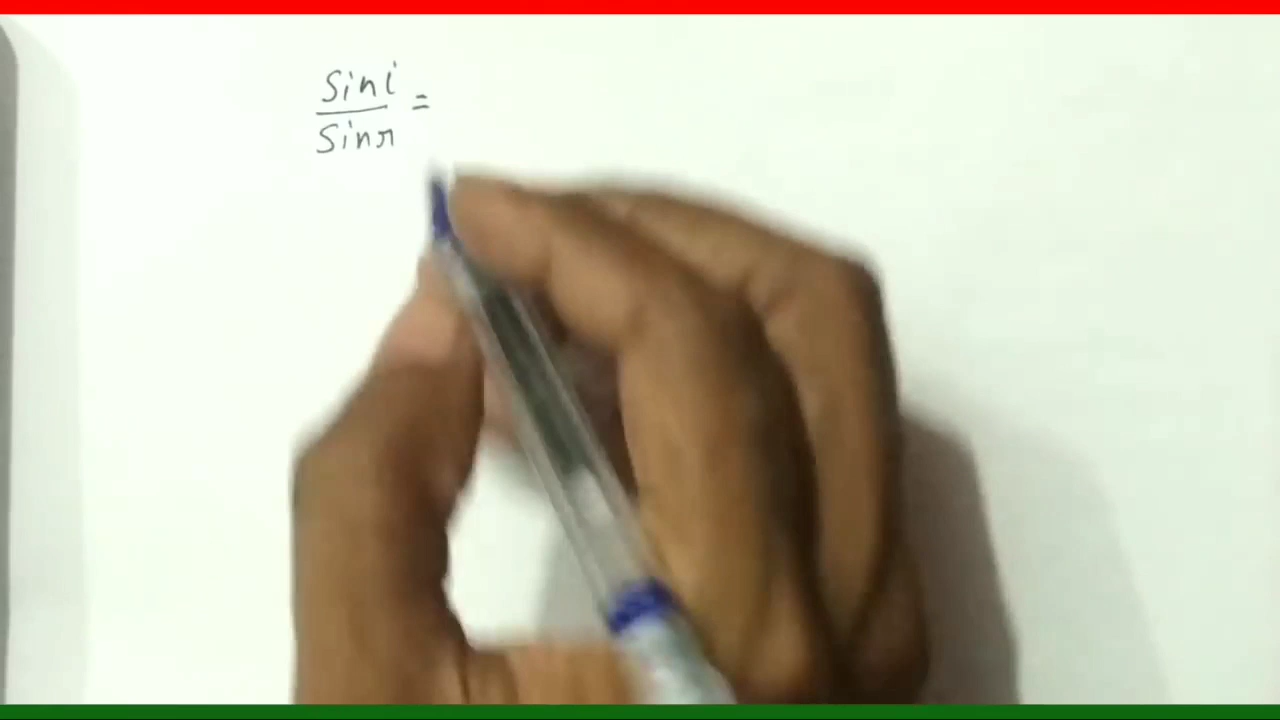 sin i
sin r =